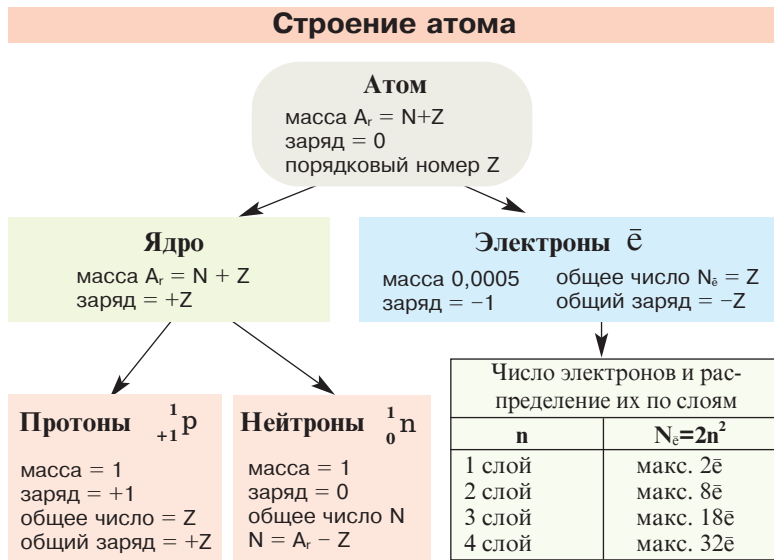 Строение атома
Атом
масса Aᵣ = N+Z
заряд = 0
порядковый номер Z
Ядро
масса Aᵣ = N + Z
заряд = +Z
Электроны ē
масса 0,0005
заряд = −1
общее число Nē = Z
общий заряд = −Z
Протоны ¹₊₁p
масса = 1
заряд = +1
общее число = Z
общий заряд = +Z
Нейтроны ¹₀n
масса = 1
заряд = 0
общее число N
N = Aᵣ − Z
Число электронов и рас-
пределение их по слоям
n Nē=2n²
1 слой макс. 2ē
2 слой макс. 8ē
3 слой макс. 18ē
4 слой макс. 32ē